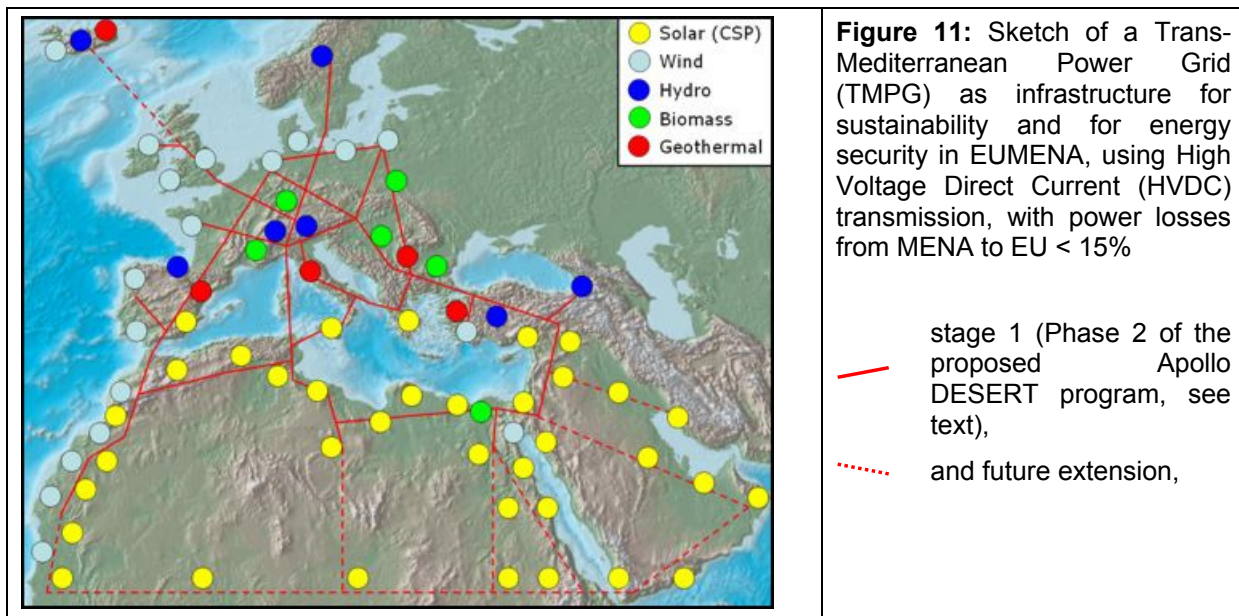 Solar (CSP)
Wind
Hydro
Biomass
Geothermal
Figure 11: Sketch of a Trans-
Mediterranean Power Grid
(TMPG) as infrastructure for
sustainability and for energy
security in EUMENA, using High
Voltage Direct Current (HVDC)
transmission, with power losses
from MENA to EU < 15%
stage 1 (Phase 2 of the
proposed Apollo
DESERT program, see
text),
and future extension,